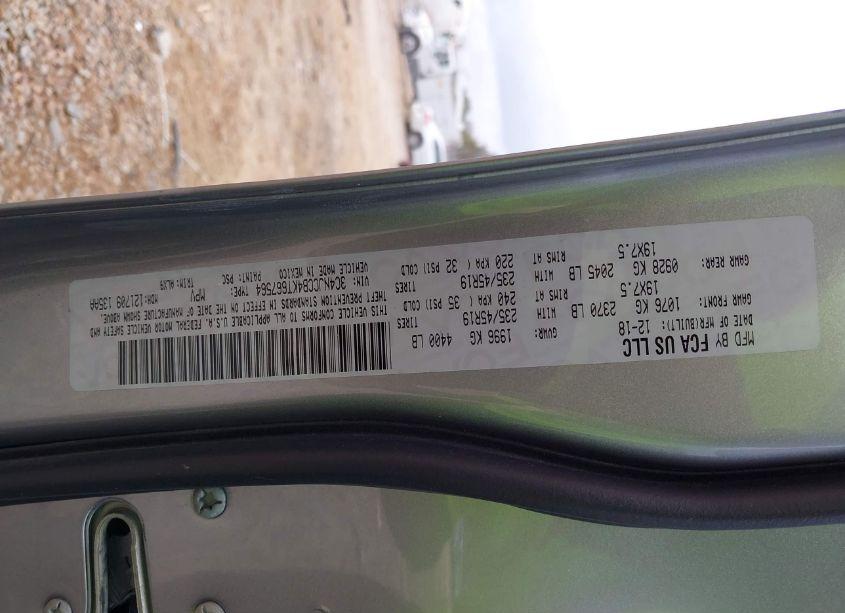 MFD BY FCA US LLC
DATE OF MFR(BUILT): 12-18
GVWR: 1996 KG 4400 LB
GAWR FRONT: 1076 KG 2370 LB
WITH 235/45R19 TIRES
19X7.5 RIMS AT 240 KPA( 35 PSI) COLD
GAWR REAR: 0928 KG 2045 LB
WITH 235/45R19 TIRES
19X7.5 RIMS AT 220 KPA( 32 PSI) COLD
THIS VEHICLE CONFORMS TO ALL APPLICABLE U.S.A. FEDERAL MOTOR VEHICLE SAFETY AND
THEFT PREVENTION STANDARDS IN EFFECT ON THE DATE OF MANUFACTURE SHOWN ABOVE.
VIN: 3C4NJCCB4KT667564 TYPE: MPV MDH:121708 135AA
VEHICLE MADE IN MEXICO PAINT: PSC TRIM: ALX9